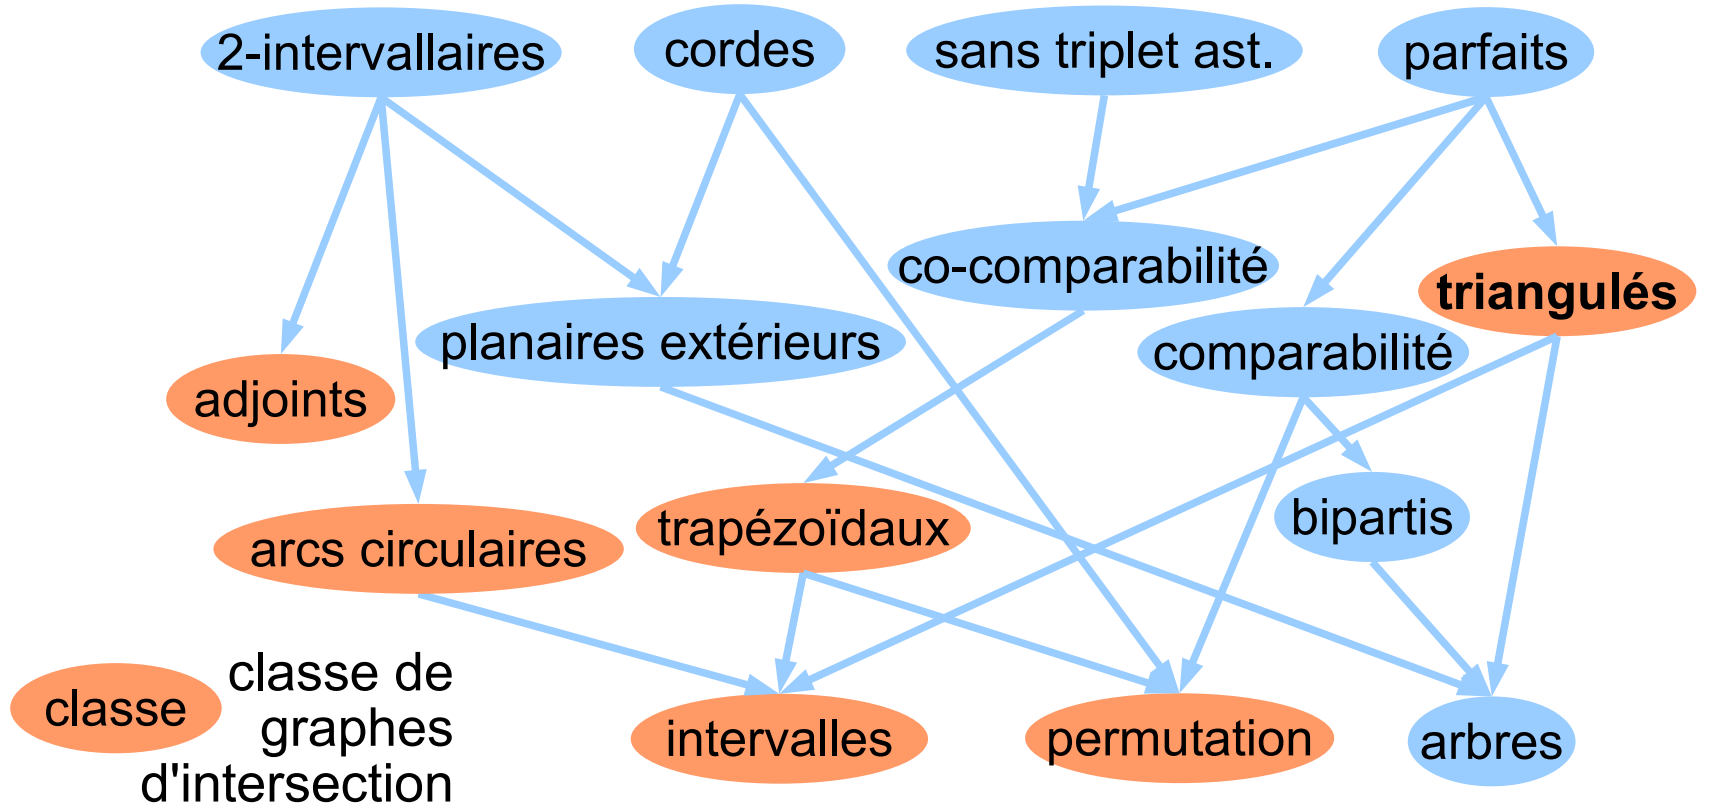 2-intervallaires
cordes
sans triplet ast.
parfaits
co-comparabilité
triangulés
planaires extérieurs
comparabilité
adjoints
bipartis
trapézoïdaux
arcs circulaires
classe
classe de
graphes
d'intersection
intervalles
permutation
arbres